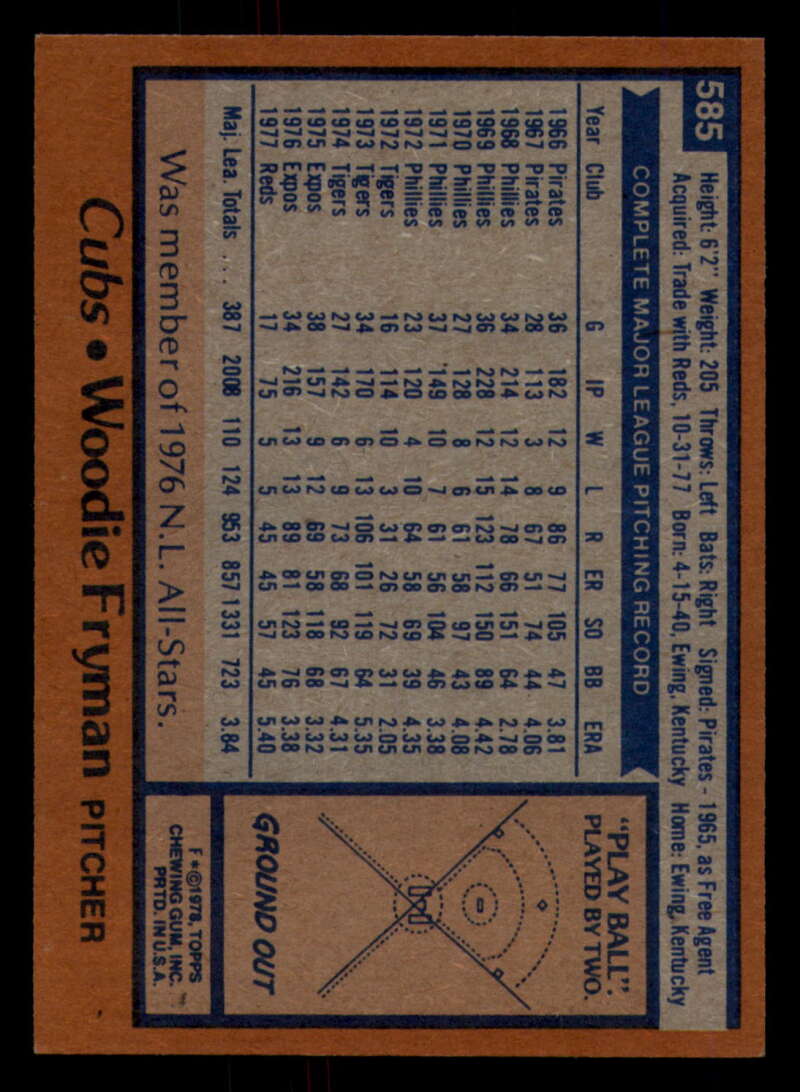 585
Height: 6'2" Weight: 205 Throws: Left Bats: Right Signed: Pirates - 1965, as Free Agent
Acquired: Trade with Reds, 10-31-77 Born: 4-15-40, Ewing, Kentucky Home: Ewing, Kentucky
COMPLETE MAJOR LEAGUE PITCHING RECORD
Year Club G IP W L R ER SO BB ERA
1966 Pirates 36 182 12 9 86 77 105 47 3.81
1967 Pirates 28 113 3 8 67 51 74 44 4.06
1968 Phillies 34 214 12 14 78 66 151 64 2.78
1969 Phillies 36 228 12 15 123 112 150 89 4.42
1970 Phillies 27 128 8 6 61 58 97 43 4.08
1971 Phillies 37 149 10 7 61 56 104 46 3.38
1972 Phillies 23 120 4 10 64 58 69 39 4.35
1972 Tigers 16 114 10 3 31 26 72 31 2.05
1973 Tigers 34 170 6 13 106 101 119 64 5.35
1974 Tigers 27 142 6 9 73 68 92 67 4.31
1975 Expos 38 157 9 12 69 58 118 68 3.32
1976 Expos 34 216 13 13 89 81 123 76 3.38
1977 Reds 17 75 5 5 45 45 57 45 5.40
Maj. Lea. Totals .... 387 2008 110 124 953 857 1331 723 3.84
Was member of 1976 N.L. All-Stars.
"PLAY BALL":
PLAYED BY TWO.
GROUND OUT
F*©1978, TOPPS
CHEWING GUM, INC.
PRTD. IN U.S.A.
Cubs • Woodie Fryman PITCHER